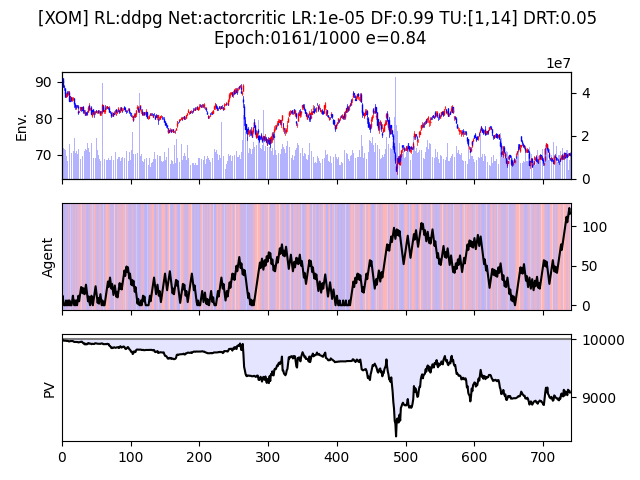 [XOM] RL:ddpg Net:actorcritic LR:1e-05 DF:0.99 TU:[1,14] DRT:0.05
Epoch:0161/1000 e=0.84
1e7
90
80
70
Env.
4
2
0
Agent
100
50
0
PV
10000
9000
0 100 200 300 400 500 600 700